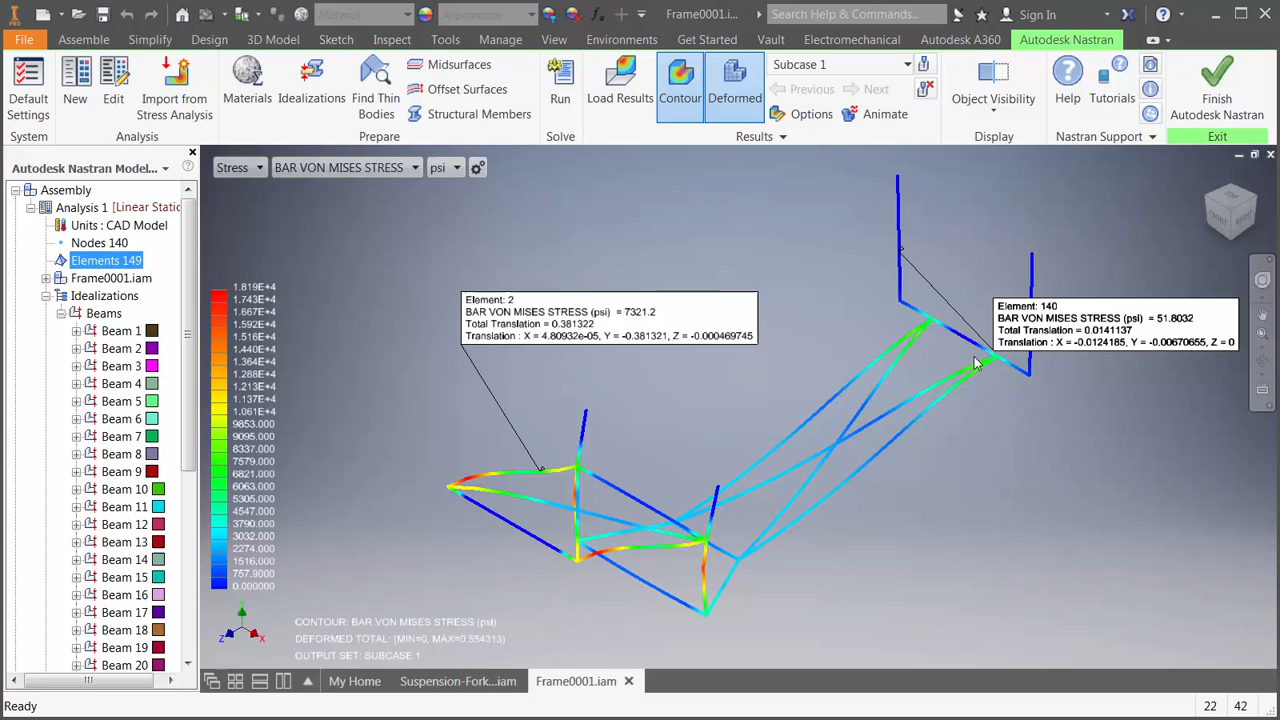 PRO
Material
Appearance
Frame0001.i...
Search Help & Commands...
Sign In
File
Assemble
Simplify
Design
3D Model
Sketch
Inspect
Tools
Manage
View
Environments
Get Started
Vault
Electromechanical
Autodesk A360
Autodesk Nastran
Default Settings
New
Edit
Import from Stress Analysis
Materials
Idealizations
Find Thin Bodies
Midsurfaces
Offset Surfaces
Structural Members
Run
Load Results
Contour
Deformed
Subcase 1
Previous
Next
Options
Animate
Object Visibility
Help
Tutorials
Finish Autodesk Nastran
System
Analysis
Prepare
Solve
Results
Display
Nastran Support
Exit
Autodesk Nastran Model...
Assembly
Analysis 1 [Linear Static
Units : CAD Model
Nodes 140
Elements 149
Frame0001.iam
Idealizations
Beams
Beam 1
Beam 2
Beam 3
Beam 4
Beam 5
Beam 6
Beam 7
Beam 8
Beam 9
Beam 10
Beam 11
Beam 12
Beam 13
Beam 14
Beam 15
Beam 16
Beam 17
Beam 18
Beam 19
Beam 20
Stress
BAR VON MISES STRESS
psi
FRONT
RIGHT
1.819E+4
1.743E+4
1.667E+4
1.592E+4
1.516E+4
1.440E+4
1.364E+4
1.288E+4
1.213E+4
1.137E+4
1.061E+4
9853.000
9095.000
8337.000
7579.000
6821.000
6063.000
5305.000
4547.000
3790.000
3032.000
2274.000
1516.000
757.9000
0.000000
Element: 2
BAR VON MISES STRESS (psi) = 7321.2
Total Translation = 0.381322
Translation : X = 4.80932e-05, Y = -0.381321, Z = -0.000469745
Element: 140
BAR VON MISES STRESS (psi) = 51.8032
Total Translation = 0.0141137
Translation : X = -0.0124185, Y = -0.00670655, Z = 0
Z
Y
X
CONTOUR: BAR VON MISES STRESS (psi)
DEFORMED TOTAL: (MIN=0, MAX=0.554313)
OUTPUT SET: SUBCASE 1
My Home
Suspension-Fork...iam
Frame0001.iam
Ready
22
42